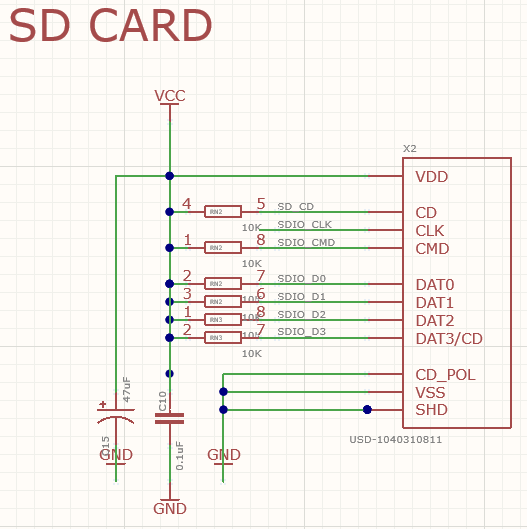 SD CARD
VCC
X2
VDD
4 RN2 5 SD_CD CD
10K SDIO_CLK CLK
1 RN2 8 SDIO_CMD CMD
10K
2 RN2 7 SDIO_D0 DAT0
3 RN2 6 SDIO_D1 DAT1
10K
1 RN3 8 SDIO_D2 DAT2
10K
2 RN3 7 SDIO_D3 DAT3/CD
10K
10K
CD_POL
47uF C10 VSS
SHD
USD-1040310811
0.1uF
GND GND
GND